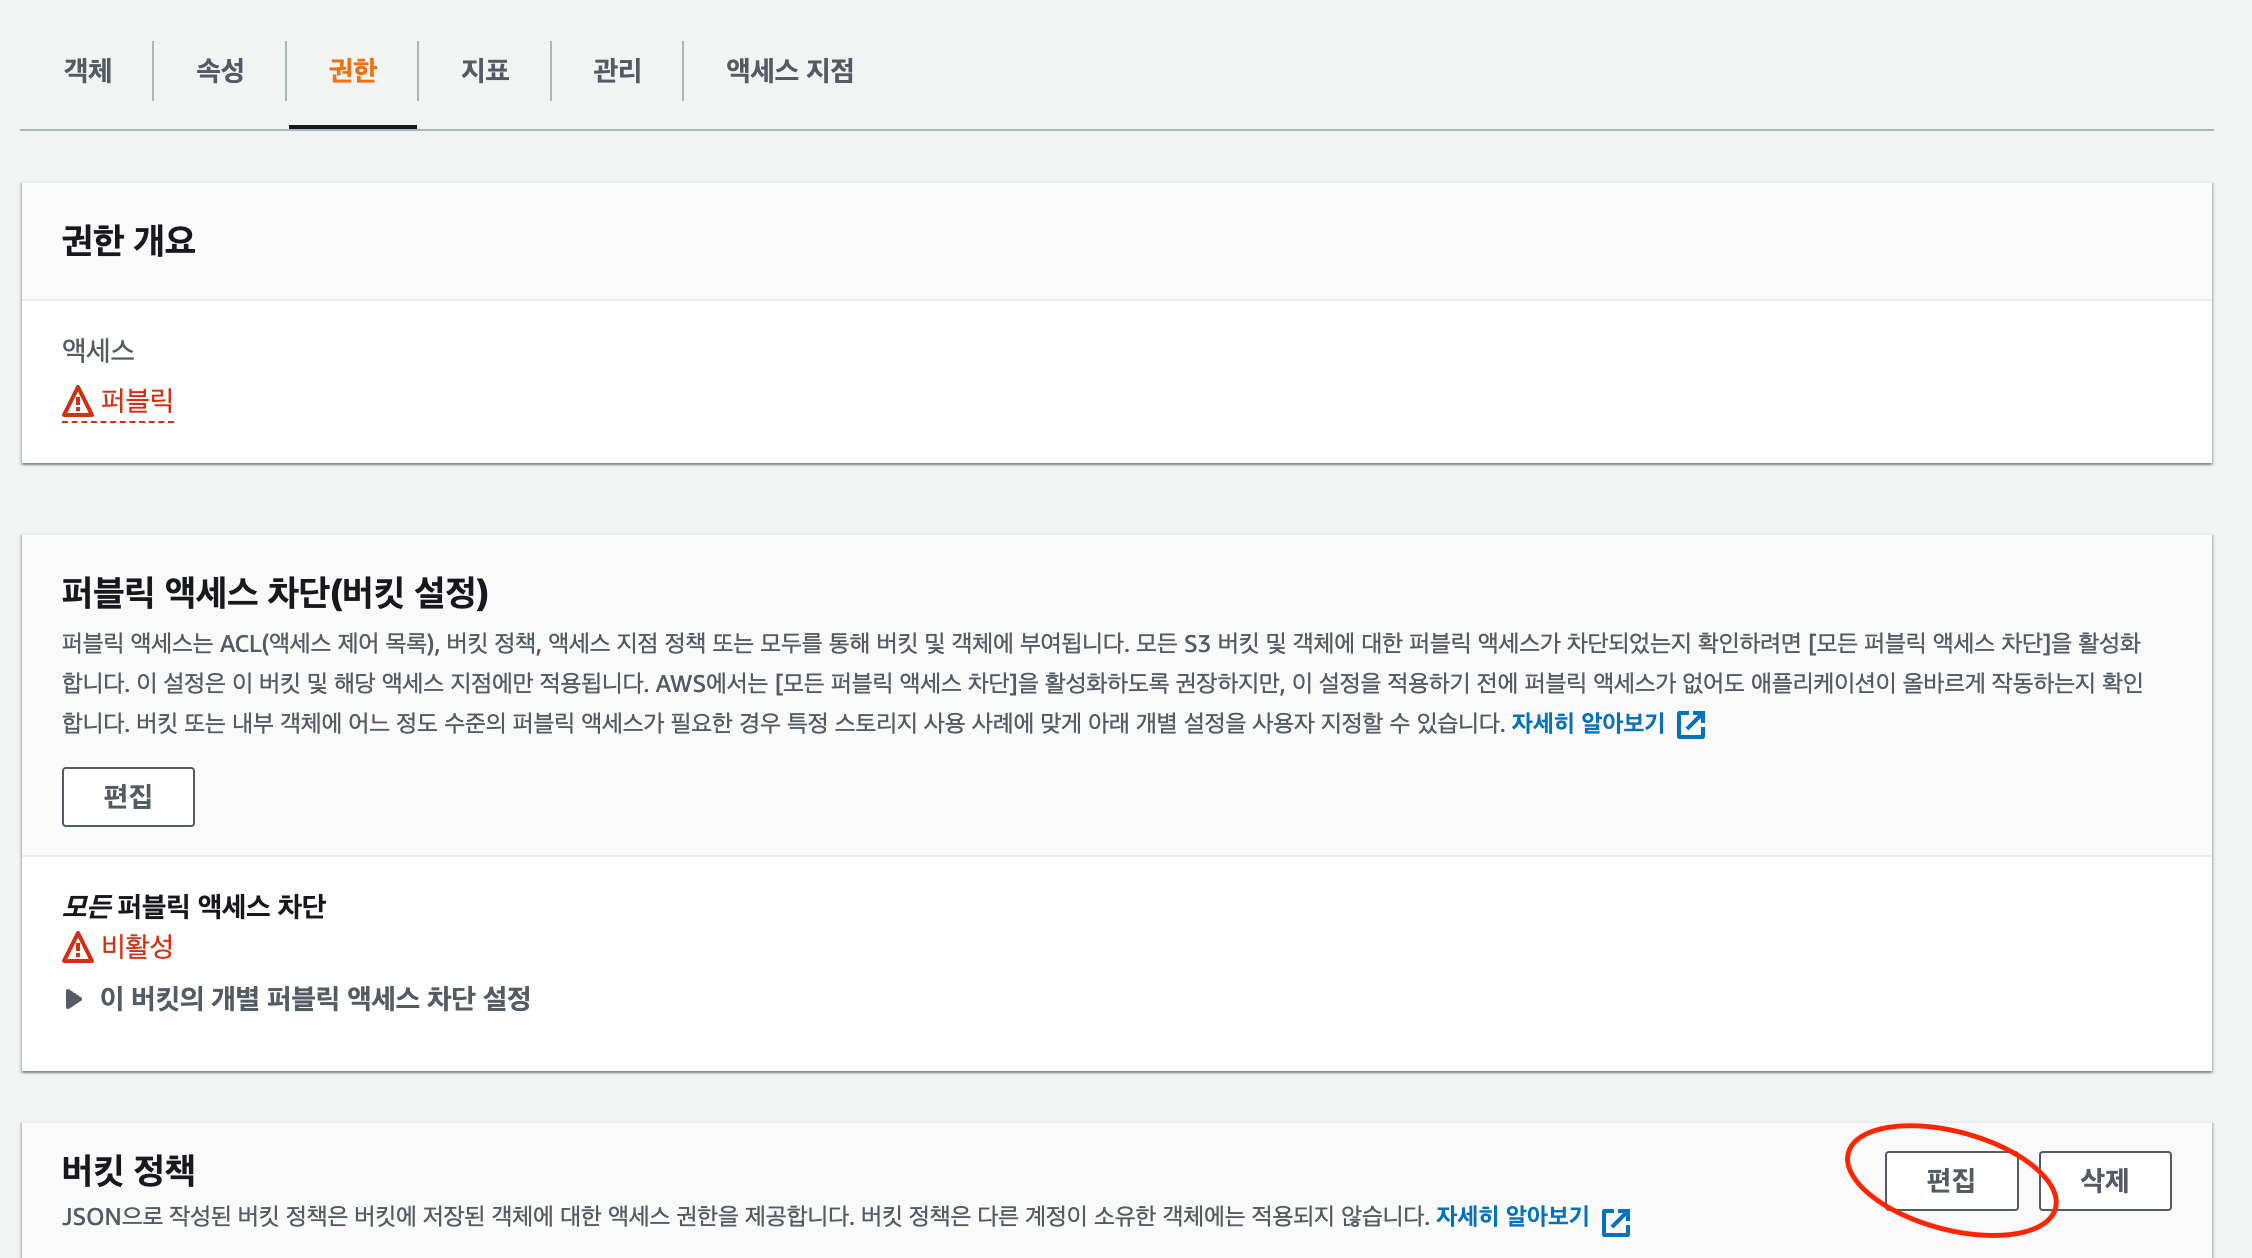 객체
속성
권한
지표
관리
액세스 지점
권한 개요
액세스
퍼블릭
퍼블릭 액세스 차단(버킷 설정)
퍼블릭 액세스는 ACL(액세스 제어 목록), 버킷 정책, 액세스 지점 정책 또는 모두를 통해 버킷 및 객체에 부여됩니다. 모든 S3 버킷 및 객체에 대한 퍼블릭 액세스가 차단되었는지 확인하려면 [모든 퍼블릭 액세스 차단]을 활성화
합니다. 이 설정은 이 버킷 및 해당 액세스 지점에만 적용됩니다. AWS에서는 [모든 퍼블릭 액세스 차단]을 활성화하도록 권장하지만, 이 설정을 적용하기 전에 퍼블릭 액세스가 없어도 애플리케이션이 올바르게 작동하는지 확인
합니다. 버킷 또는 내부 객체에 어느 정도 수준의 퍼블릭 액세스가 필요한 경우 특정 스토리지 사용 사례에 맞게 아래 개별 설정을 사용자 지정할 수 있습니다. 자세히 알아보기
편집
모든 퍼블릭 액세스 차단
비활성
이 버킷의 개별 퍼블릭 액세스 차단 설정
버킷 정책
편집
삭제
JSON으로 작성된 버킷 정책은 버킷에 저장된 객체에 대한 액세스 권한을 제공합니다. 버킷 정책은 다른 계정이 소유한 객체에는 적용되지 않습니다. 자세히 알아보기